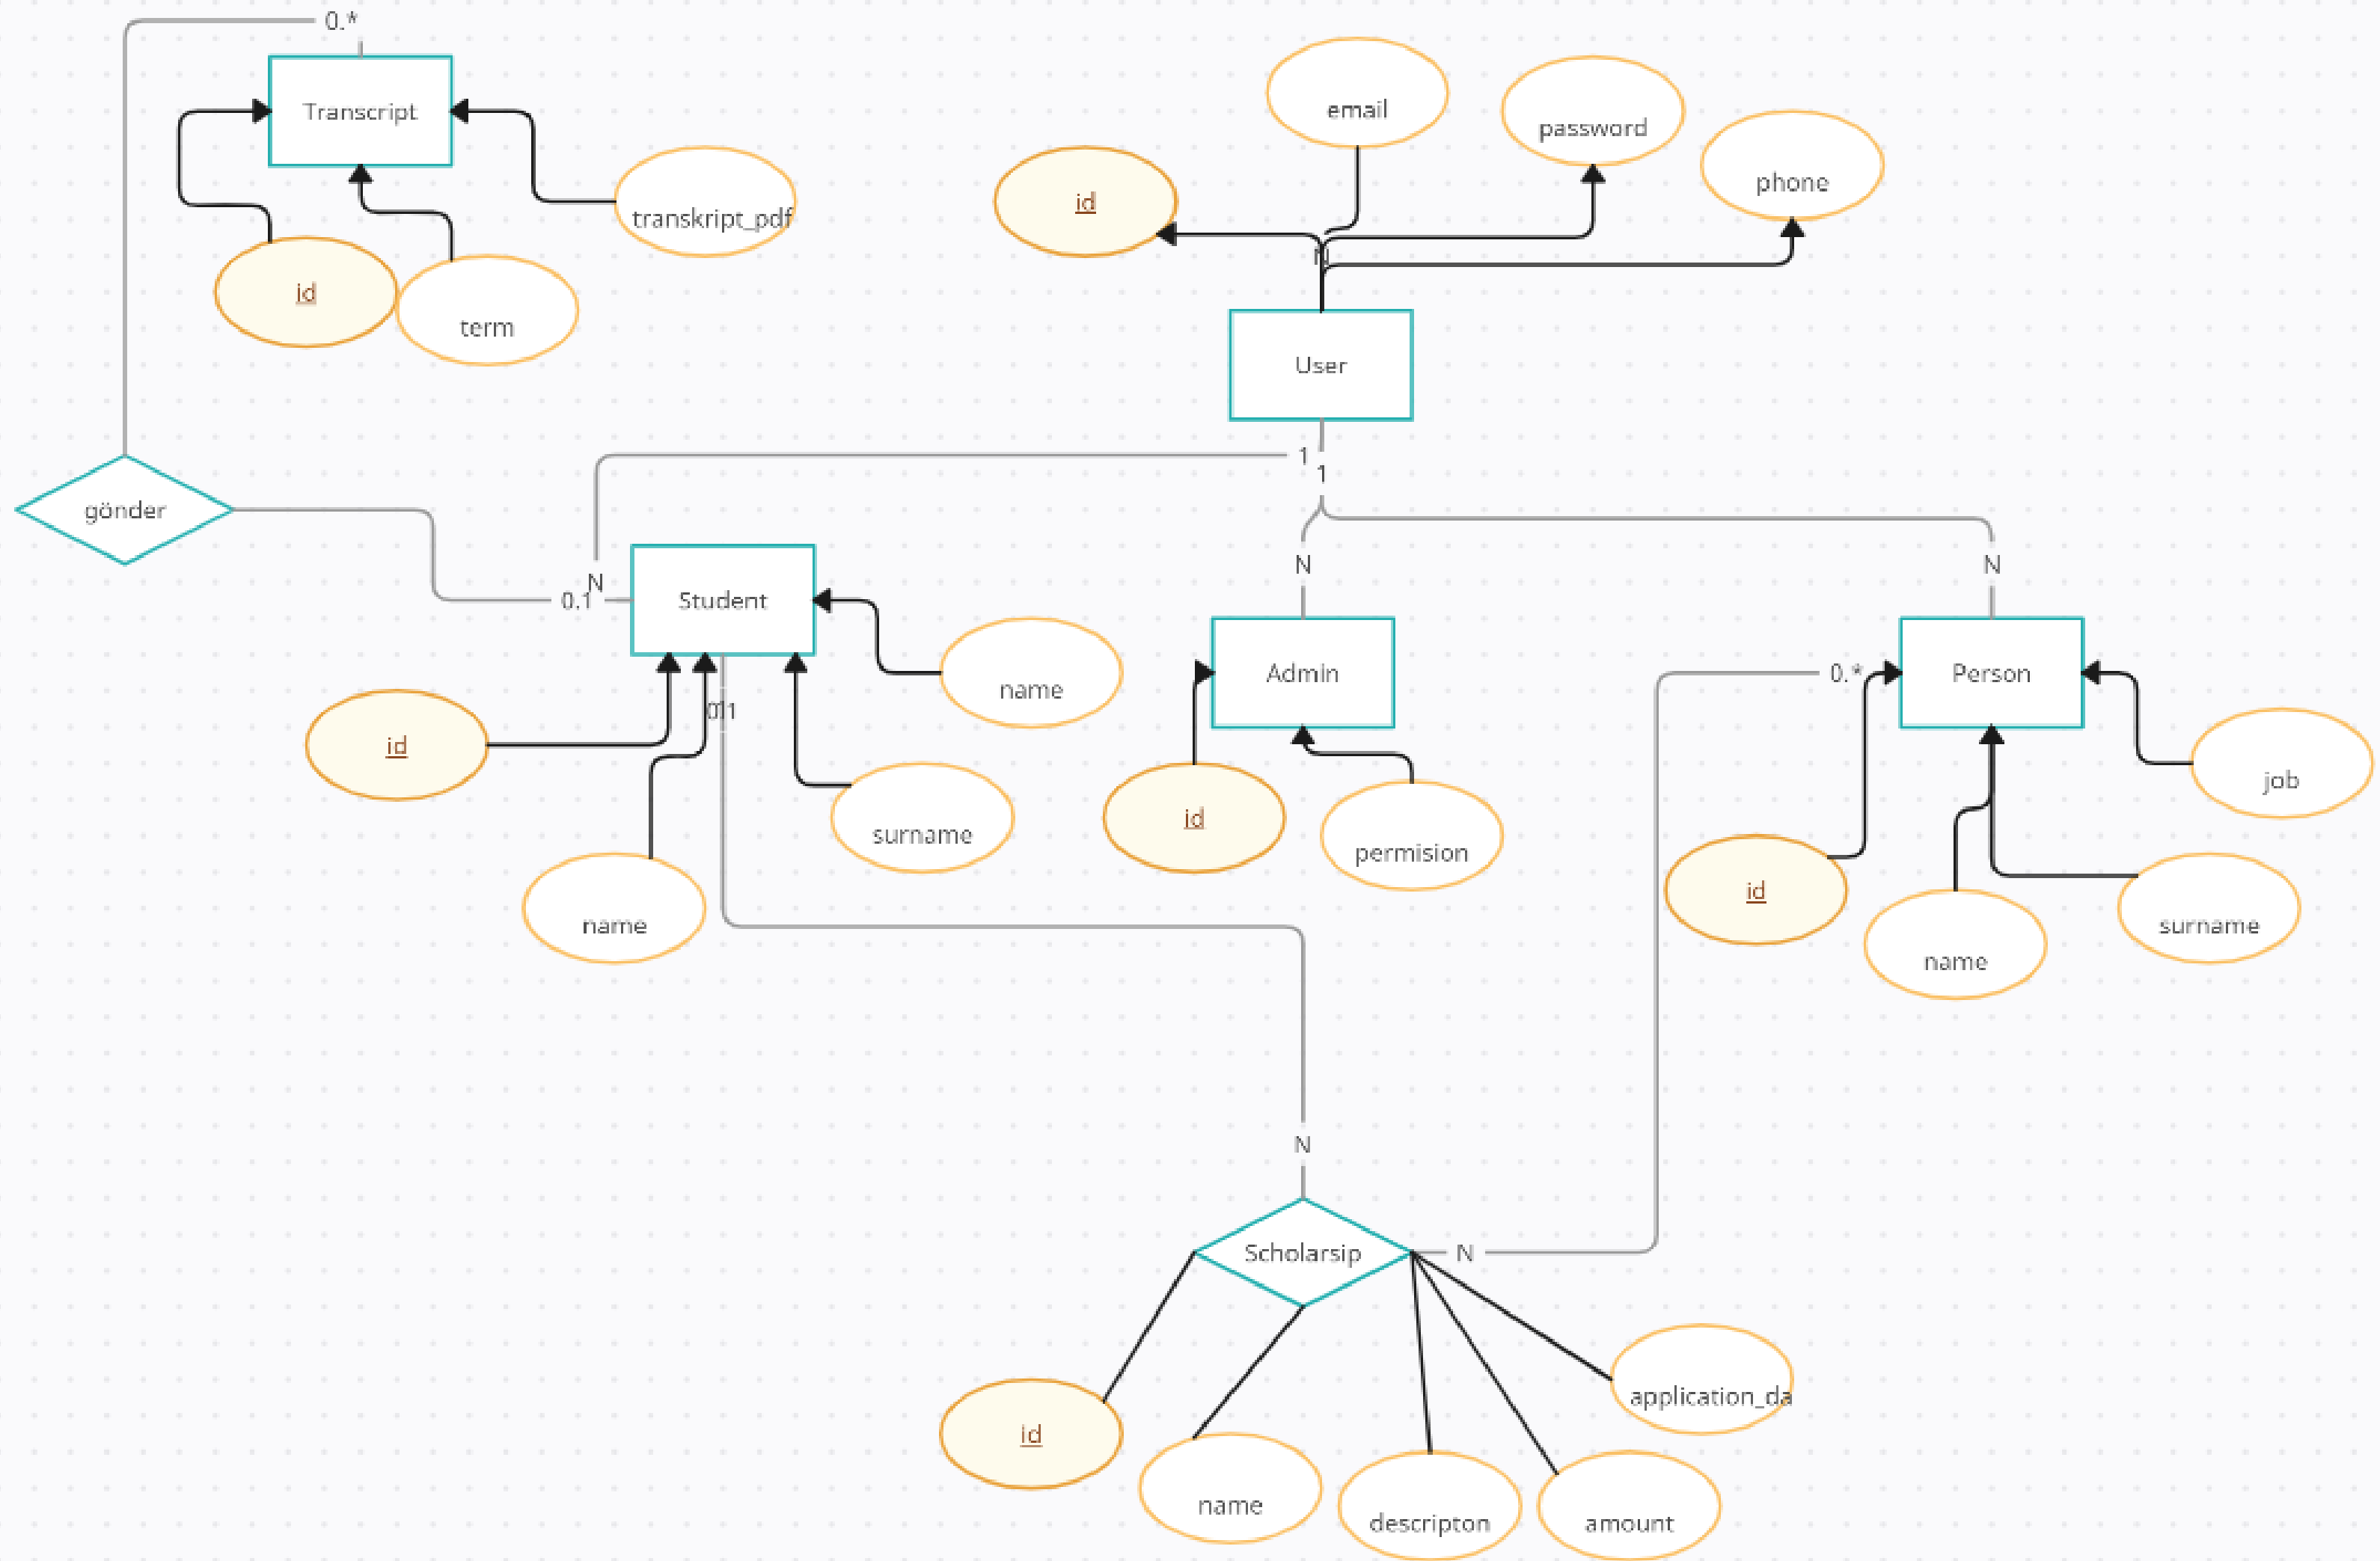 0.*
Transcript
email
password
phone
id
transkript_pdf
id
term
User
1
1
gönder
N
N
N
0.1
Student
name
Admin
0.*
Person
id
surname
id
permision
job
id
name
name
surname
N
Scholarsip
N
id
name
descripton
amount
application_da